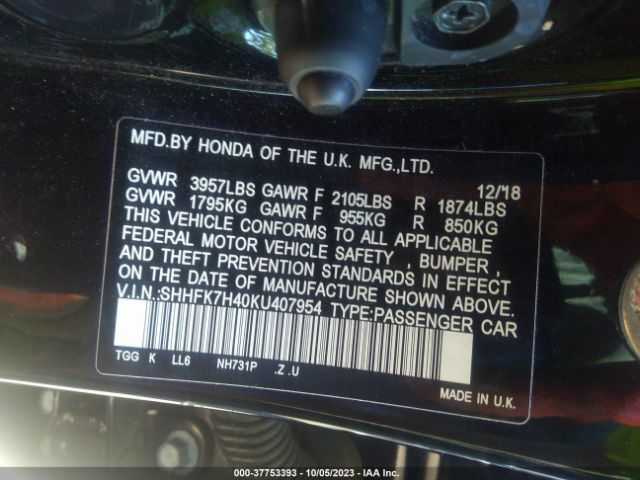 MFD.BY HONDA OF THE U.K. MFG.,LTD.
GVWR 3957LBS GAWR F 2105LBS R 1874LBS 12/18
GVWR 1795KG GAWR F 955KG R 850KG
THIS VEHICLE CONFORMS TO ALL APPLICABLE
FEDERAL MOTOR VEHICLE SAFETY , BUMPER ,
AND THEFT PREVENTION STANDARDS IN EFFECT
ON THE DATE OF MANUFACTURE SHOWN ABOVE.
V.I.N.:SHHFK7H40KU407954 TYPE:PASSENGER CAR
TGG K LL6 NH731P .Z .U
MADE IN U.K.
000-37753393 - 10/05/2023 - IAA Inc.